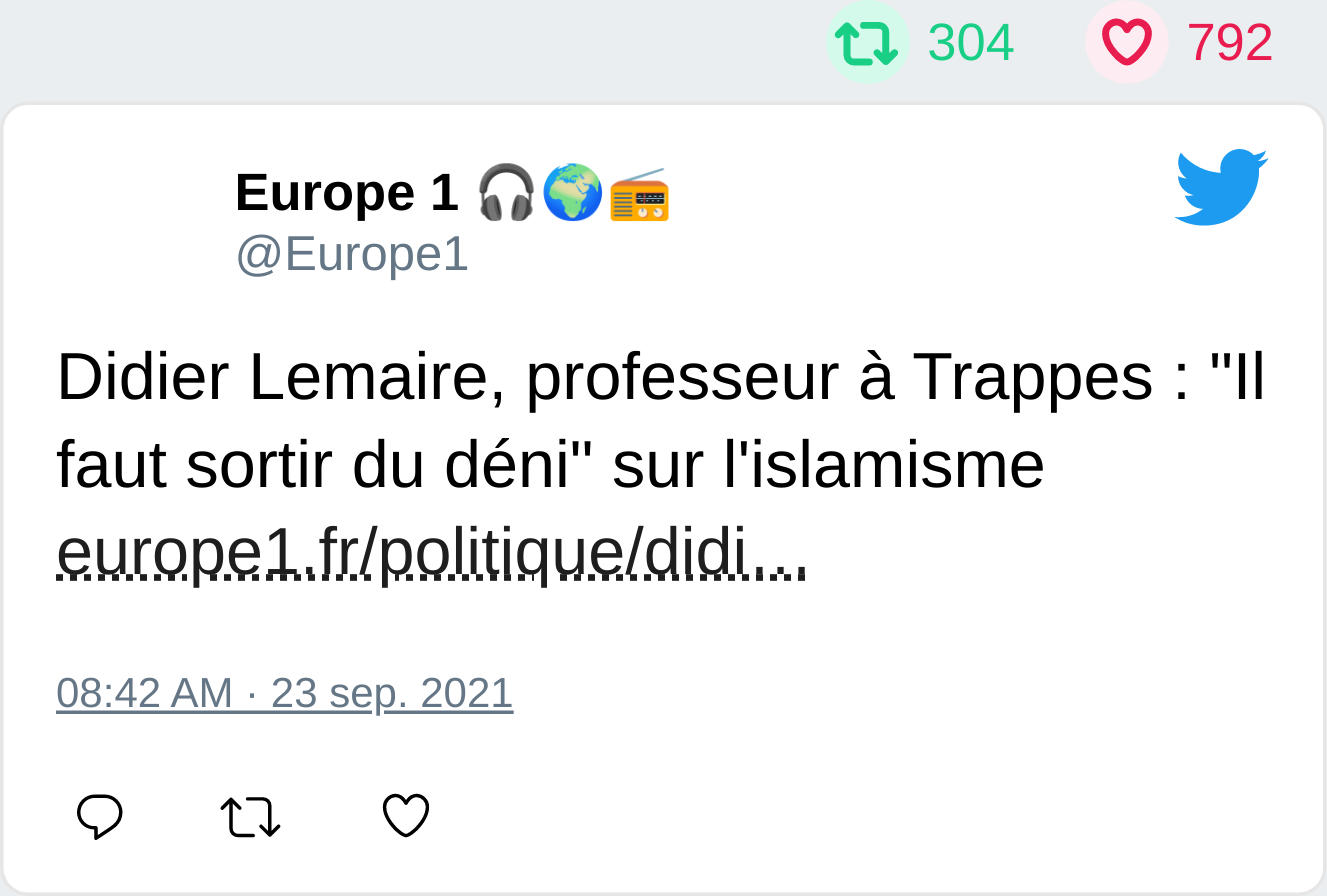 304 792
Europe 1 🎧🌍📻
@Europe1
Didier Lemaire, professeur à Trappes : "Il
faut sortir du déni" sur l'islamisme
europe1.fr/politique/didi...
08:42 AM · 23 sep. 2021